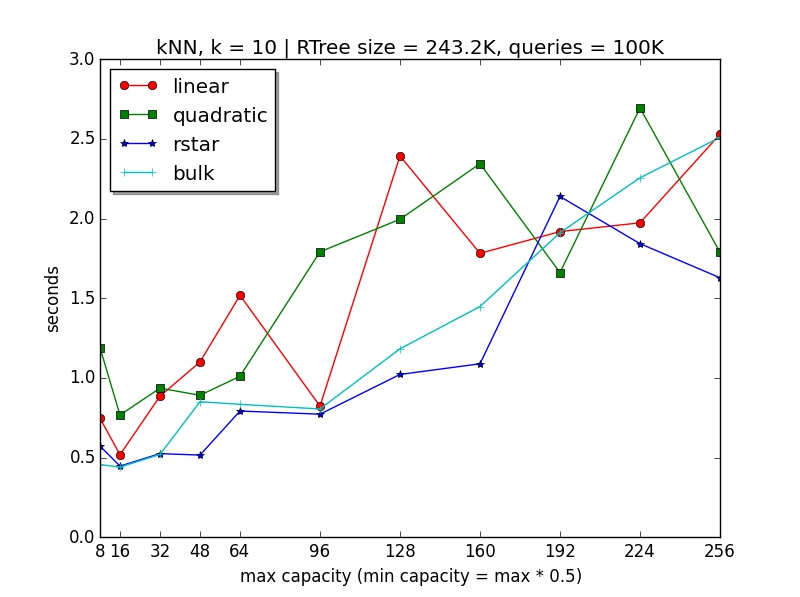 kNN, k = 10 | RTree size = 243.2K, queries = 100K
3.0
2.5
2.0
1.5
1.0
0.5
0.0
seconds
linear
quadratic
rstar
bulk
8 16 32 48 64 96 128 160 192 224 256
max capacity (min capacity = max * 0.5)